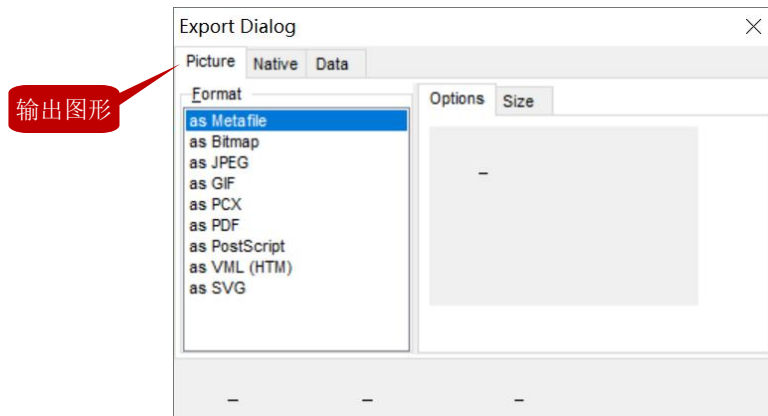 Export Dialog
Picture Native Data
输出图形
Format
Options Size
as Metafile
as Bitmap
as JPEG
as GIF
as PCX
as PDF
as PostScript
as VML (HTM)
as SVG